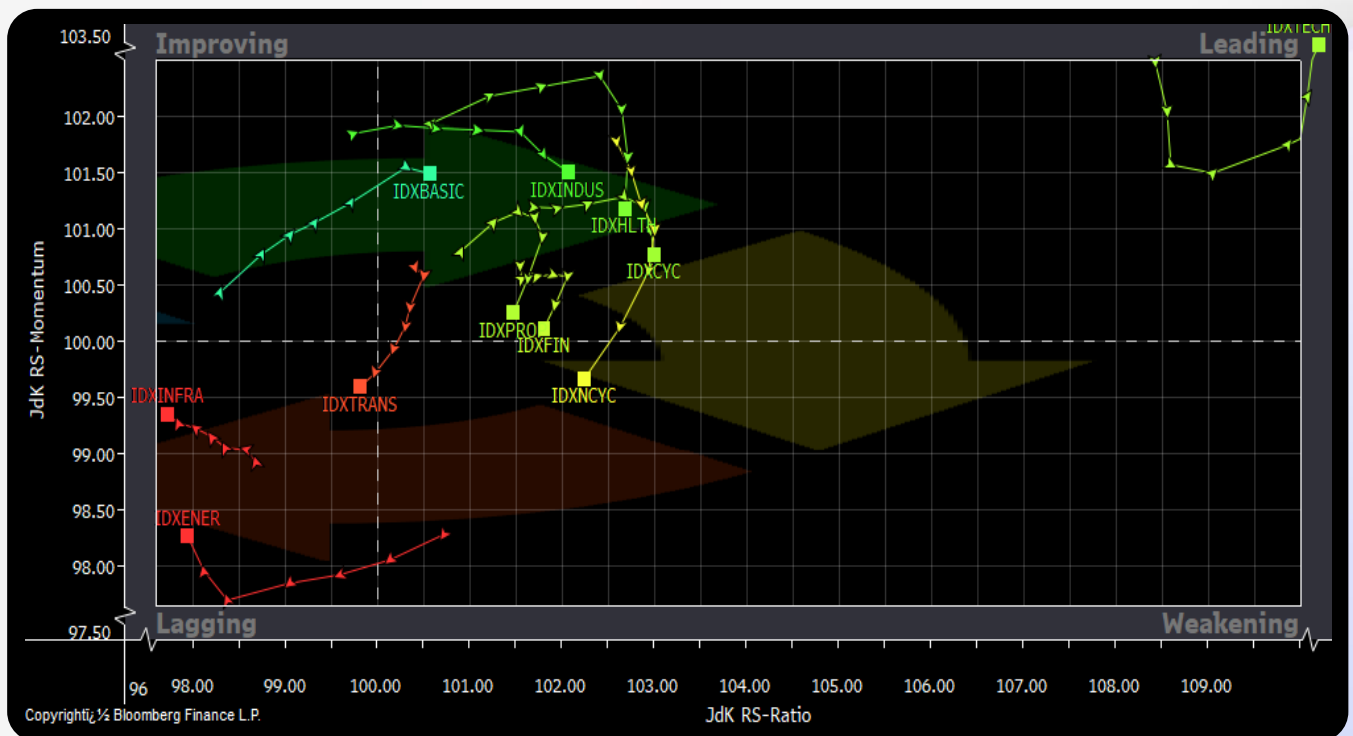 IDXTECH
103.50
Improving
Leading
102.00
101.50
IDXBASIC
IDXINDUS
101.00
IDXHLTH
IDXCYC
100.50
IDXPRO
IDXFIN
100.00
99.50
IDXINFRA
IDXTRANS
IDXNCYC
99.00
98.50
IDXENER
98.00
97.50
Lagging
Weakening
JdK RS-Momentum
96
98.00 99.00 100.00 101.00 102.00 103.00 104.00 105.00 106.00 107.00 108.00 109.00
JdK RS-Ratio
Copyrightï¿½ Bloomberg Finance L.P.